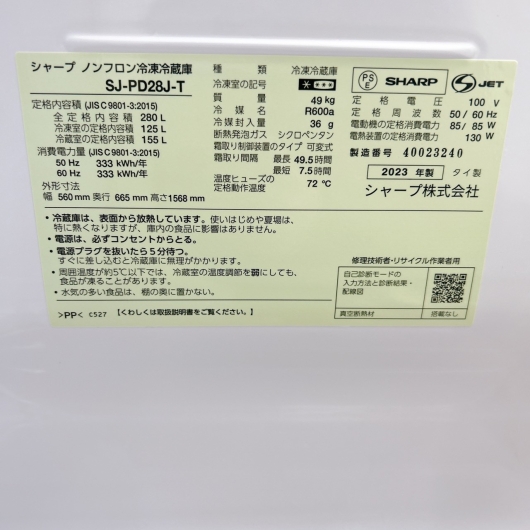 シャープ ノンフロン冷凍冷蔵庫
SJ-PD28J-T
定格内容積 (JIS C 9801-3:2015)
全定格内容積 280 L
冷凍室の定格内容積 125 L
冷蔵室の定格内容積 155 L
消費電力量 (JIS C 9801-3:2015)
50 Hz 333 kWh/年
60 Hz 333 kWh/年
外形寸法
幅 560 mm 奥行 665 mm 高さ 1568 mm
種類 冷凍冷蔵庫
冷凍室の記号
質量 49 kg
冷媒名 R600a
冷媒封入量 36 g
断熱発泡ガス シクロペンタン
霜取り制御装置のタイプ 可変式
霜取り間隔 最長 49.5 時間
最短 7.5 時間
温度ヒューズの定格動作温度 72 ℃
PS E SHARP JET
定格電圧 100 V
定格周波数 50/60 Hz
電動機の定格消費電力 85/85 W
電熱装置の定格消費電力 130 W
製造番号 40023240
2023 年製 タイ製
シャープ株式会社
・冷蔵庫は、表面から放熱しています。使いはじめや夏場は、
特に熱くなりますが、庫内の食品には影響はありません。
・電源は、必ずコンセントからとる。
・電源プラグを抜いたら5分待つ。
すぐに差し込むと冷蔵庫に無理がかかります。
・周囲温度が約5℃以下では、冷蔵室の温度調節を弱にしても、
食品が凍ることがあります。
・水気の多い食品は、棚の奥に置かない。
>PP< C527 【くわしくは取扱説明書をご覧ください。】
修理技術者・リサイクル作業者用
自己診断モードの
入力方法と診断結果・
配線図
真空断熱材 搭載なし